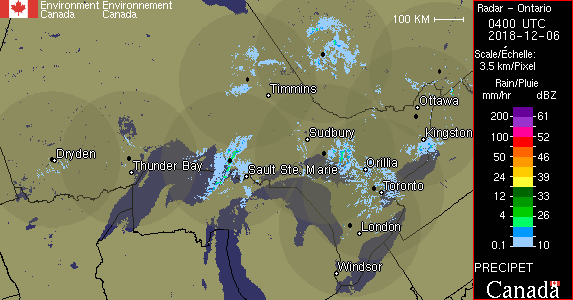 Environment Environnement
Canada Canada
100 KM
Timmins
Ottawa
Kingston
Sudbury
Dryden
Thunder Bay
Sault Ste. Marie
Orillia
Toronto
London
Windsor
Radar - Ontario
0400 UTC
2018-12-06
Scale/Échelle:
3.5 km/Pixel
Rain/Pluie
mm/hr dBZ
200 61
100 52
50 46
24 39
12 33
4 26
2 20
0.1 10
PRECIPET
Canada